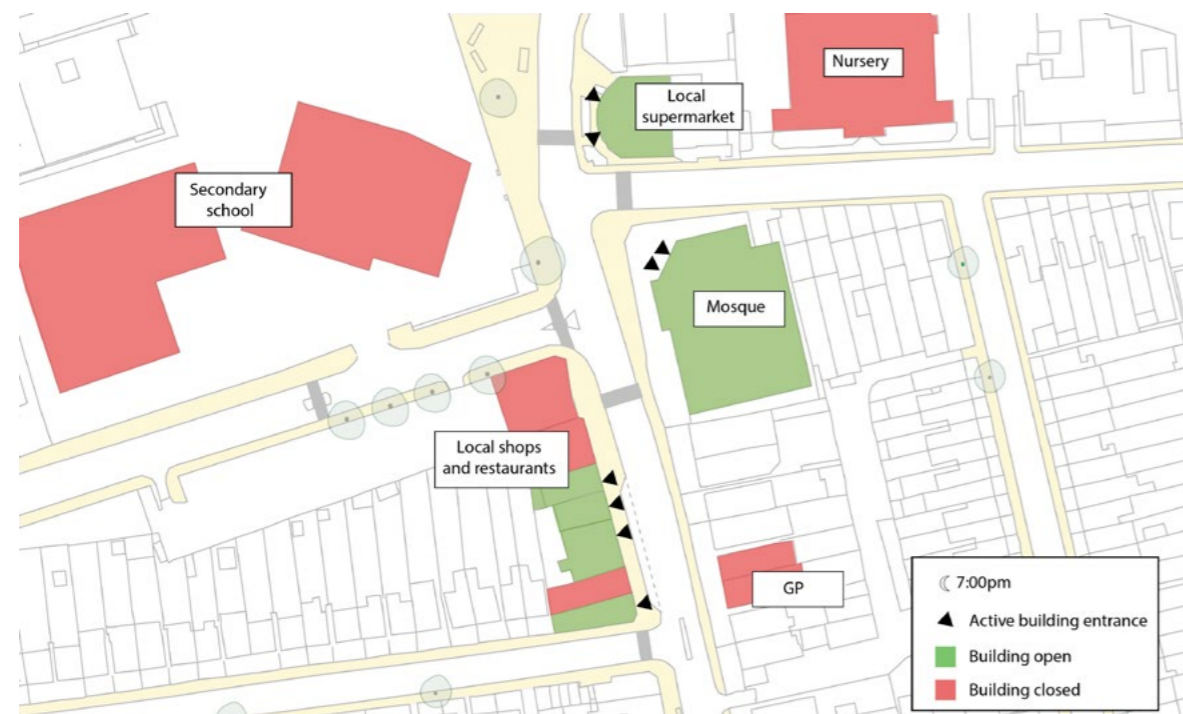 Nursery
Local
supermarket
Secondary
school
Mosque
Local shops
and restaurants
GP
7:00pm
Active building entrance
Building open
Building closed